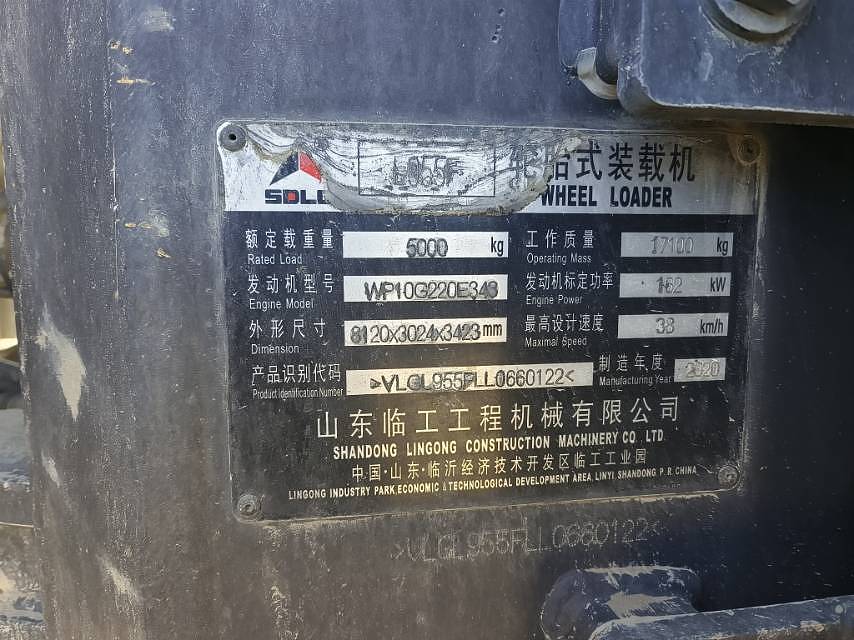 SDLG L955F 轮胎式装载机
WHEEL LOADER
额定载重量 5000 kg 工作质量 17100 kg
Rated Load Operating Mass
发动机型号 WP10G220E343 发动机标定功率 162 kW
Engine Model Engine Power
外形尺寸 8120x3024x3423 mm 最高设计速度 38 km/h
Dimension Maximal Speed
产品识别代码 >VLGL955FLL0660122< 制造年度 2020
Product Identification Number Manufacturing Year
山东临工工程机械有限公司
SHANDONG LINGONG CONSTRUCTION MACHINERY CO. LTD
中国·山东·临沂经济技术开发区临工工业园
LINGONG INDUSTRY PARK, ECONOMIC & TECHNOLOGICAL DEVELOPMENT AREA, LINYI SHANDONG P. R. CHINA
>VLGL955FLL0660122<